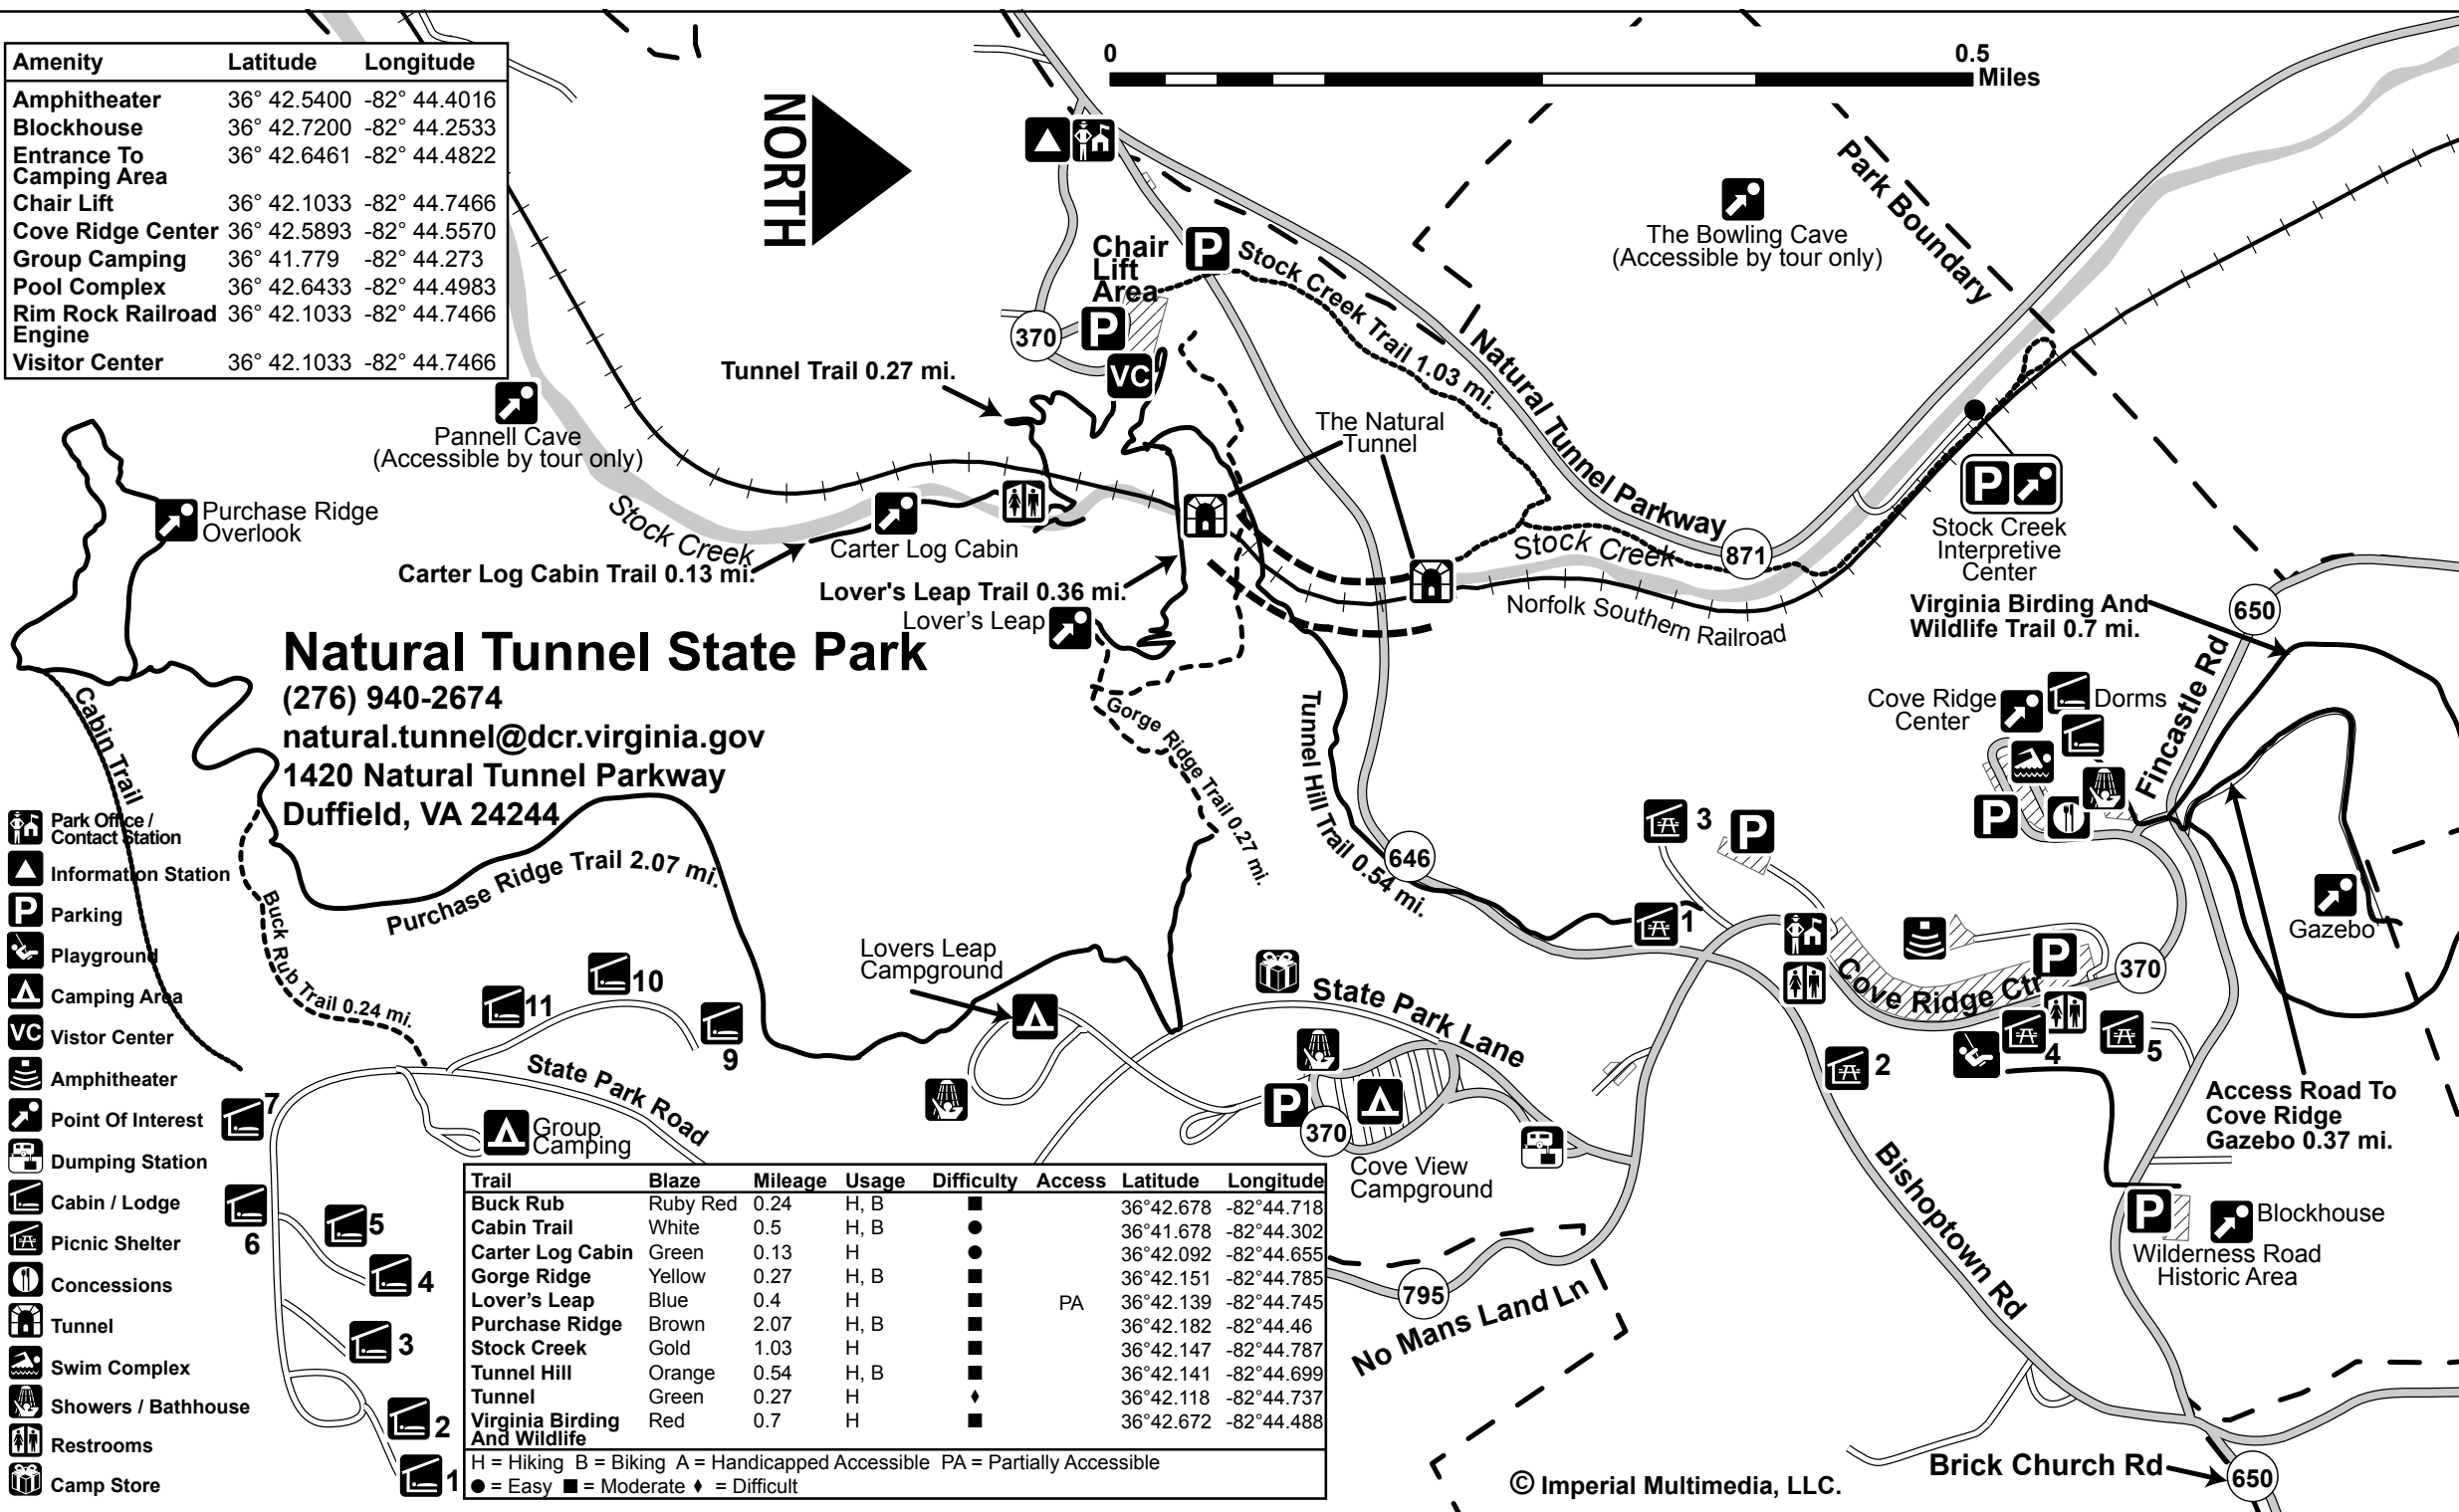 Amenity Latitude Longitude
Amphitheater 36° 42.5400 -82° 44.4016
Blockhouse 36° 42.7200 -82° 44.2533
Entrance To 36° 42.6461 -82° 44.4822
Camping Area
Chair Lift 36° 42.1033 -82° 44.7466
Cove Ridge Center 36° 42.5893 -82° 44.5570
Group Camping 36° 41.779 -82° 44.273
Pool Complex 36° 42.6433 -82° 44.4983
Rim Rock Railroad 36° 42.1033 -82° 44.7466
Engine
Visitor Center 36° 42.1033 -82° 44.7466
NORTH
0 0.5
Miles
Park Boundary
The Bowling Cave
(Accessible by tour only)
P
Chair
Lift
Area
P
370
VC
Stock Creek Trail 1.03 mi.
Natural Tunnel Parkway
871
Tunnel Trail 0.27 mi.
The Natural
Tunnel
Pannell Cave
(Accessible by tour only)
Purchase Ridge
Overlook
Stock Creek
Carter Log Cabin
Carter Log Cabin Trail 0.13 mi.
Lover's Leap Trail 0.36 mi.
Lover’s Leap
Stock Creek
Norfolk Southern Railroad
P
Stock Creek
Interpretive
Center
Virginia Birding And
Wildlife Trail 0.7 mi.
650
Fincastle Rd
Natural Tunnel State Park
(276) 940-2674
natural.tunnel@dcr.virginia.gov
1420 Natural Tunnel Parkway
Duffield, VA 24244
Cabin Trail
Buck Rub Trail 0.24 mi.
Purchase Ridge Trail 2.07 mi.
Gorge Ridge Trail 0.27 mi.
Tunnel Hill Trail 0.54 mi.
646
Cove Ridge
Center
Dorms
P
3
P
1
Gazebo
P
370
Cove Ridge Ctr
2
4
5
Access Road To
Cove Ridge
Gazebo 0.37 mi.
Lovers Leap
Campground
State Park Lane
P
370
Cove View
Campground
11
10
9
State Park Road
Group
Camping
7
6
5
4
3
2
1
Park Office /
Contact Station
Information Station
P Parking
Playground
Camping Area
VC Vistor Center
Amphitheater
Point Of Interest
Dumping Station
Cabin / Lodge
Picnic Shelter
Concessions
Tunnel
Swim Complex
Showers / Bathhouse
Restrooms
Camp Store
Trail Blaze Mileage Usage Difficulty Access Latitude Longitude
Buck Rub Ruby Red 0.24 H, B ■ 36°42.678 -82°44.718
Cabin Trail White 0.5 H, B ● 36°41.678 -82°44.302
Carter Log Cabin Green 0.13 H ● 36°42.092 -82°44.655
Gorge Ridge Yellow 0.27 H, B ■ 36°42.151 -82°44.785
Lover’s Leap Blue 0.4 H ■ PA 36°42.139 -82°44.745
Purchase Ridge Brown 2.07 H, B ■ 36°42.182 -82°44.46
Stock Creek Gold 1.03 H ■ 36°42.147 -82°44.787
Tunnel Hill Orange 0.54 H, B ■ 36°42.141 -82°44.699
Tunnel Green 0.27 H ♦ 36°42.118 -82°44.737
Virginia Birding Red 0.7 H ■ 36°42.672 -82°44.488
And Wildlife
H = Hiking B = Biking A = Handicapped Accessible PA = Partially Accessible
● = Easy ■ = Moderate ♦ = Difficult
795
No Mans Land Ln
Bishoptown Rd
P
Blockhouse
Wilderness Road
Historic Area
Brick Church Rd
650
© Imperial Multimedia, LLC.